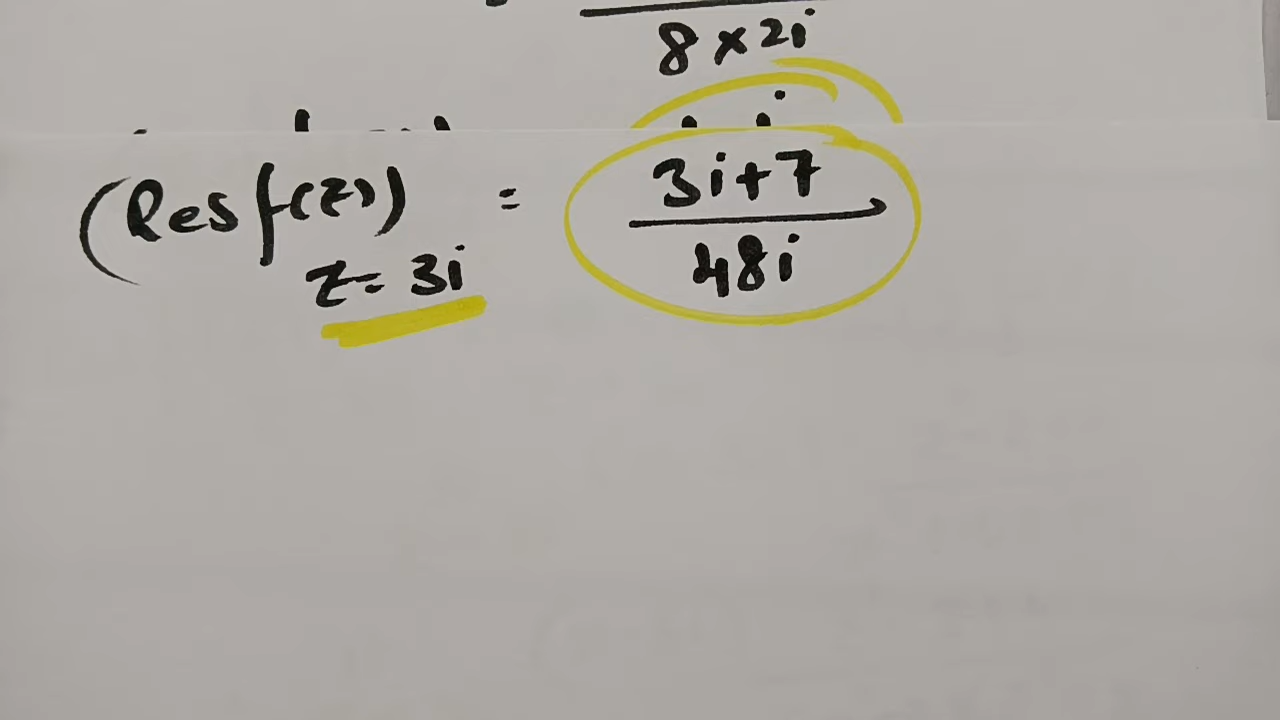 8 × 2i
(Res f(z)) = 3i+7
48i
z = 3i